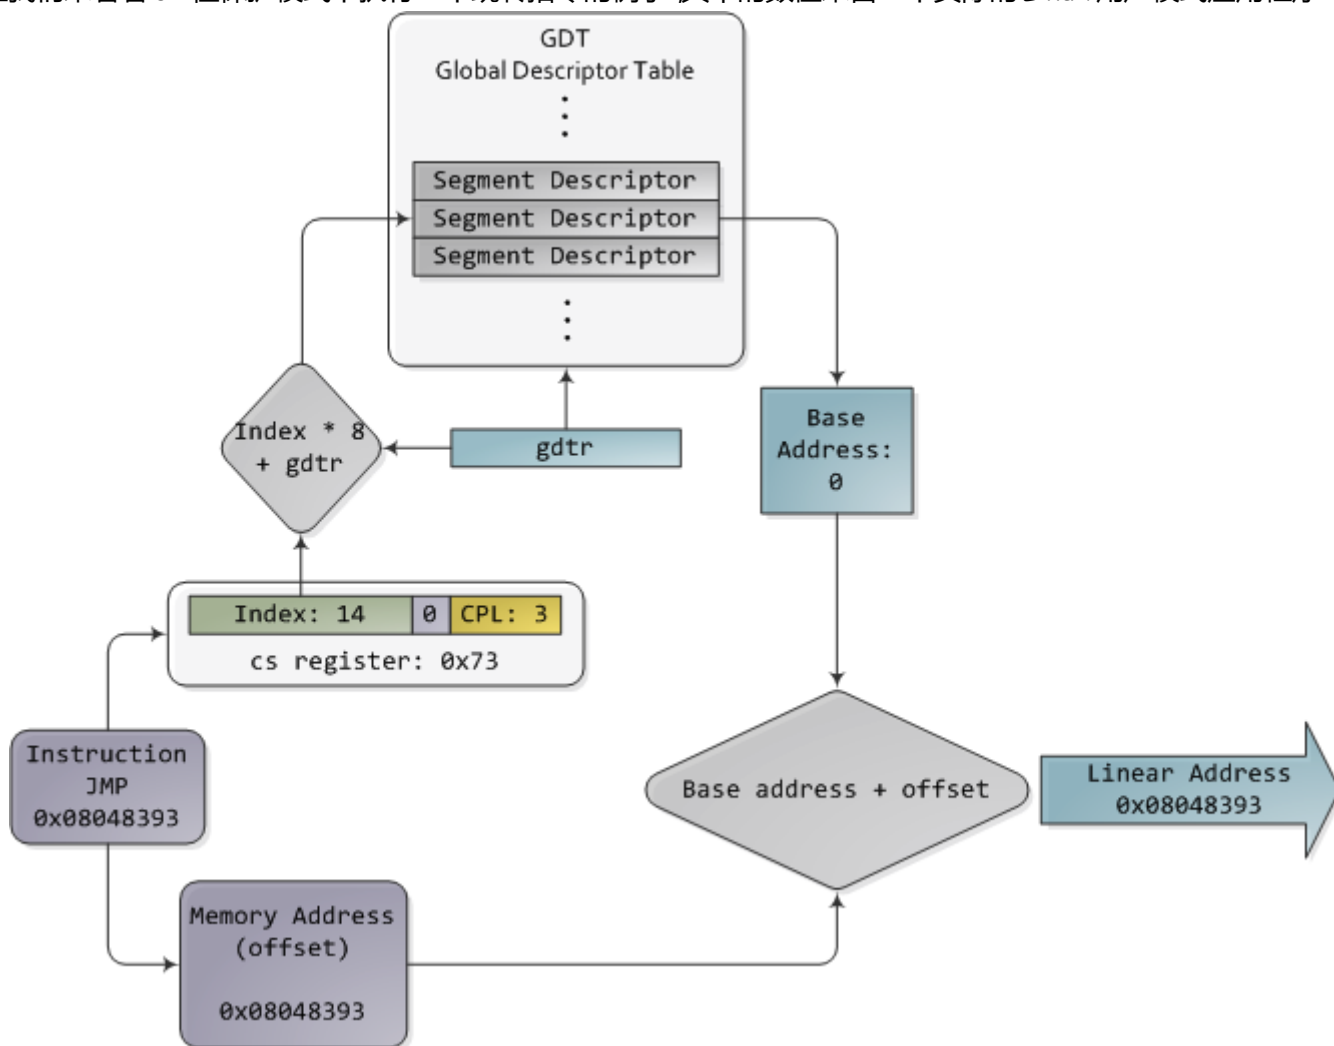 GDT
Global Descriptor Table
Segment Descriptor
Segment Descriptor
Segment Descriptor
Index * 8
+ gdtr
gdtr
Base
Address:
0
Index: 14
0
CPL: 3
cs register: 0x73
Instruction
JMP
0x08048393
Base address + offset
Linear Address
0x08048393
Memory Address
(offset)
0x08048393